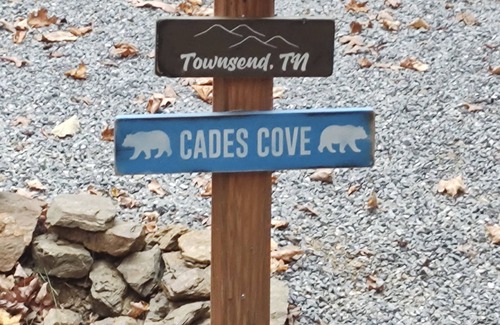 Townsend, TN
CADES COVE